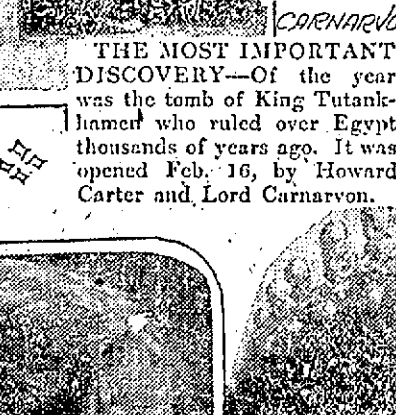 CARNARVO
THE MOST IMPORTANT
DISCOVERY—Of the year
was the tomb of King Tutank-
hamen who ruled over Egypt
thousands of years ago. It was
opened Feb. 16, by Howard
Carter and Lord Carnarvon.